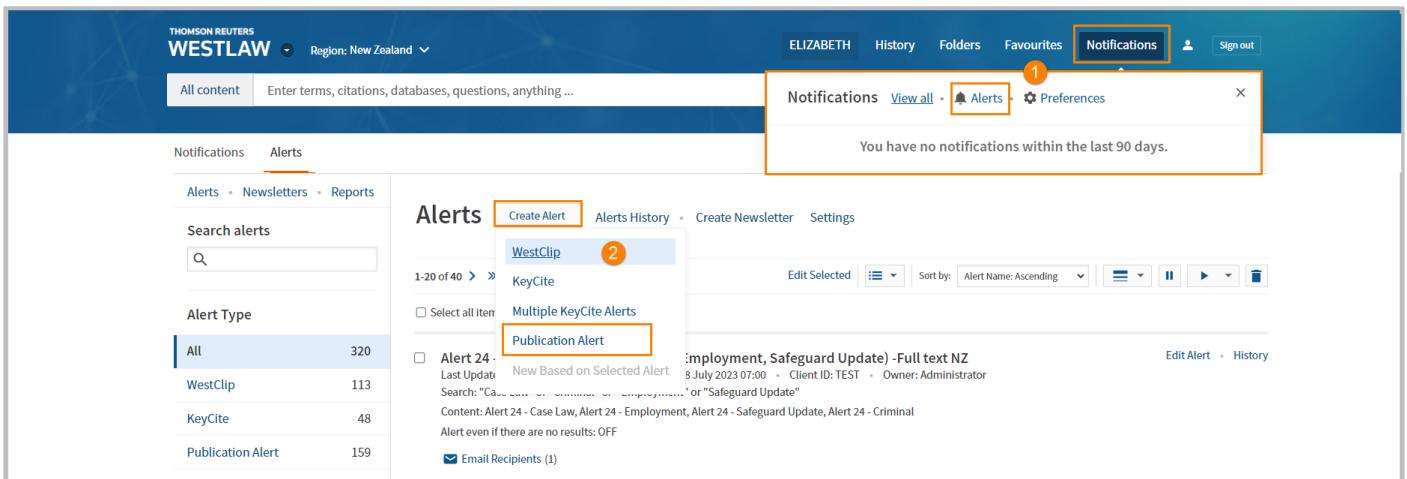 THOMSON REUTERS
WESTLAW Region: New Zealand
ELIZABETH History Folders Favourites Notifications Sign out
All content Enter terms, citations, databases, questions, anything ...
1
Notifications View all • Alerts • Preferences ×
You have no notifications within the last 90 days.
Notifications Alerts
Alerts • Newsletters • Reports
Search alerts
Alert Type
All 320
WestClip 113
KeyCite 48
Publication Alert 159
Alerts Create Alert Alerts History • Create Newsletter Settings
WestClip 2
KeyCite
Multiple KeyCite Alerts
Publication Alert
New Based on Selected Alert
1-20 of 40 Edit Selected Sort by: Alert Name: Ascending
Select all item
Alert 24 - Employment, Safeguard Update) -Full text NZ Edit Alert • History
Last Update 8 July 2023 07:00 • Client ID: TEST • Owner: Administrator
Search: "Case or "Safeguard Update"
Content: Alert 24 - Case Law, Alert 24 - Employment, Alert 24 - Safeguard Update, Alert 24 - Criminal
Alert even if there are no results: OFF
Email Recipients (1)